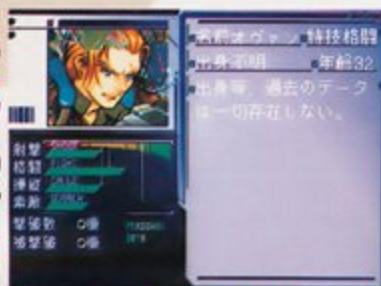 名前オヴァン 特技格闘
出身不明 年齢32
出身等、過去のデータ
は一切存在しない。
射撃
格闘
操縦
索敵
撃破数 0機
被撃破 0機